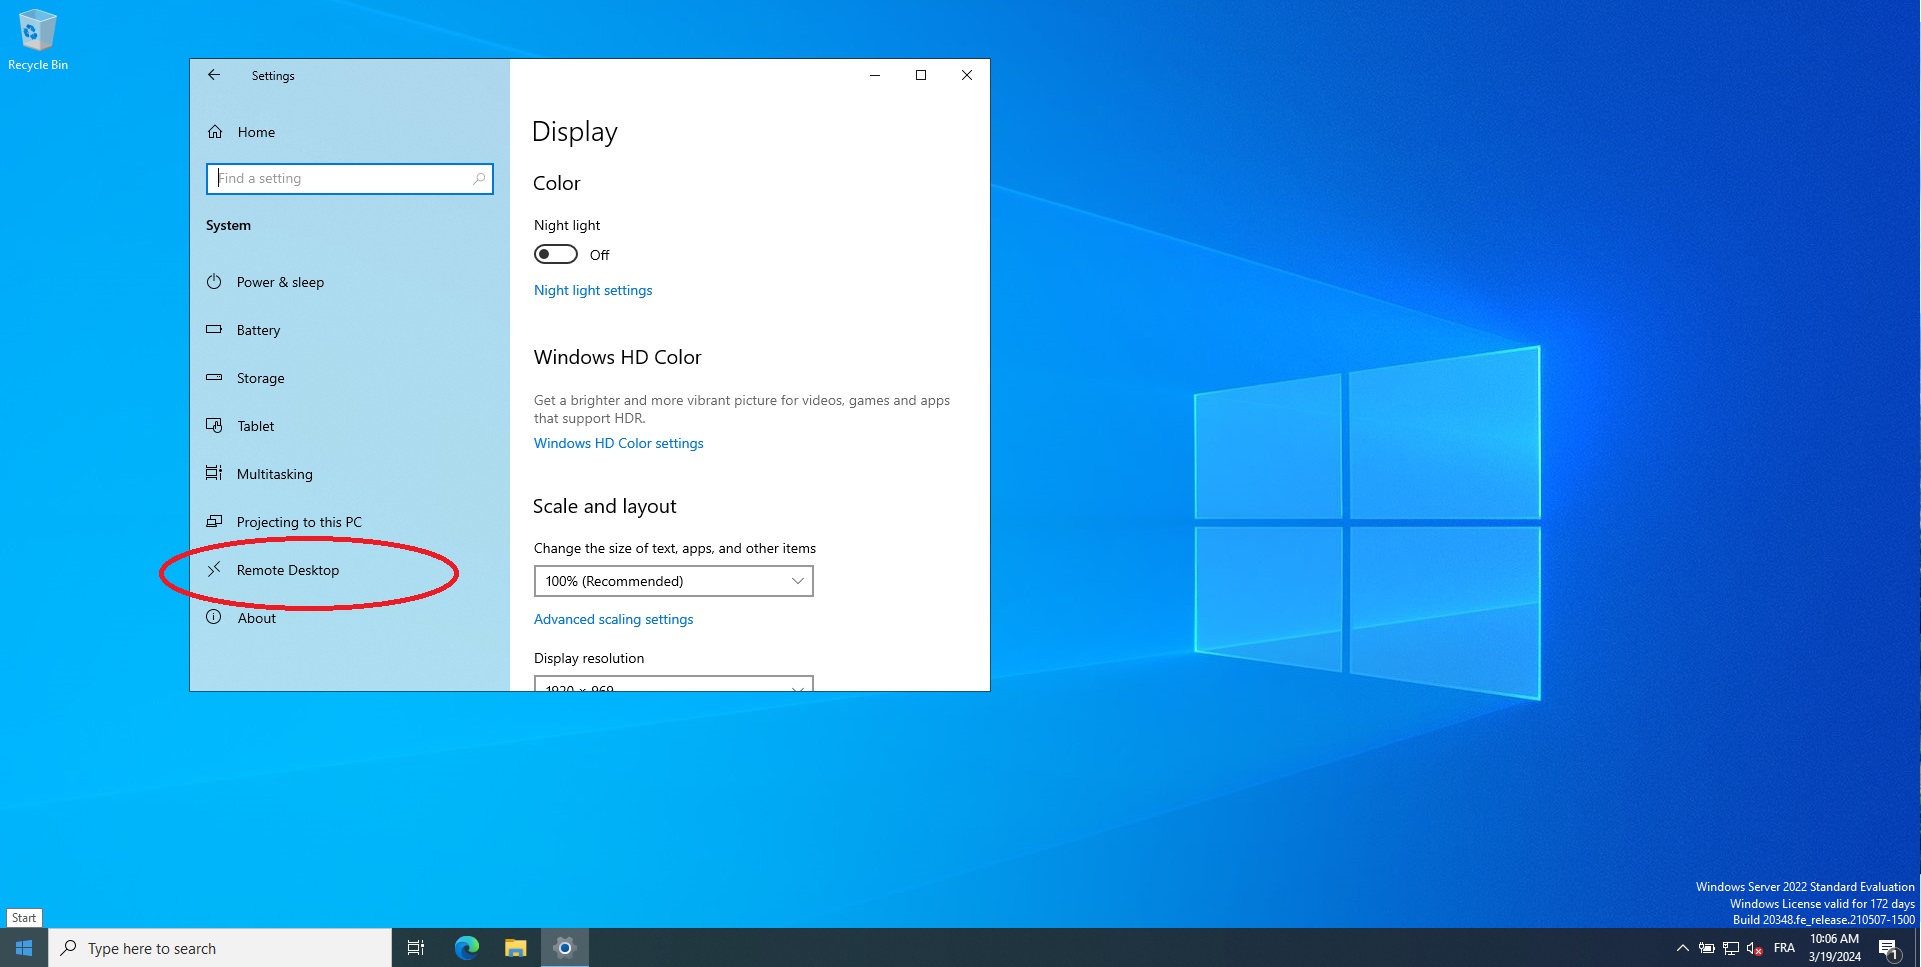 Recycle Bin
Settings
Home
Find a setting
System
Power & sleep
Battery
Storage
Tablet
Multitasking
Projecting to this PC
Remote Desktop
About
Display
Color
Night light
Off
Night light settings
Windows HD Color
Get a brighter and more vibrant picture for videos, games and apps
that support HDR.
Windows HD Color settings
Scale and layout
Change the size of text, apps, and other items
100% (Recommended)
Advanced scaling settings
Display resolution
1920 × 969
Windows Server 2022 Standard Evaluation
Windows License valid for 172 days
Build 20348.fe_release.210507-1500
Start
Type here to search
FRA
10:06 AM
3/19/2024
1